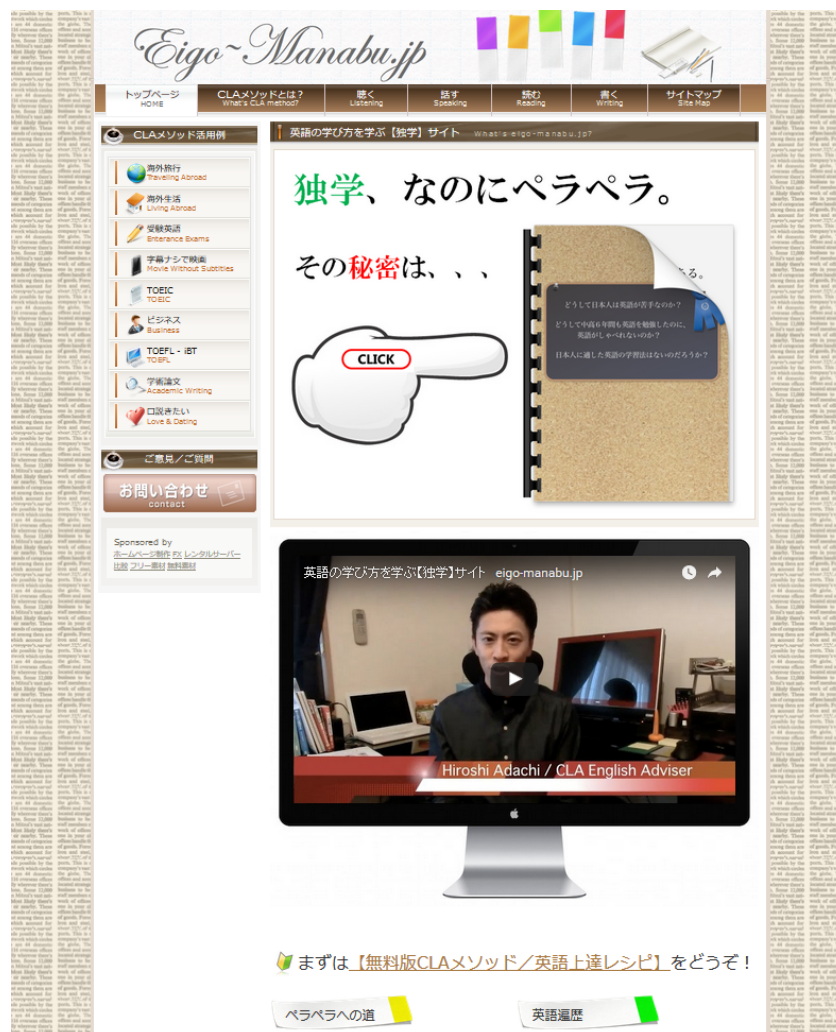 Eigo~Manabu.jp
トップページ
HOME
CLAメソッドとは？
What's CLA method?
聴く
Listening
話す
Speaking
読む
Reading
書く
Writing
サイトマップ
Site Map
CLAメソッド活用例
海外旅行
Traveling Abroad
海外生活
Living Abroad
受験英語
Enterance Exams
字幕ナシで映画
Movie Without Subtitles
TOEIC
TOEIC
ビジネス
Business
TOEFL - iBT
TOEFL
学術論文
Academic Writing
口説きたい
Love & Dating
ご意見／ご質問
お問い合わせ
contact
Sponsored by
ホームページ制作 FX レンタルサーバー
比較 フリー素材 無料素材
英語の学び方を学ぶ【独学】サイト What's eigo-manabu.jp?
独学、なのにペラペラ。
その秘密は、、、
CLICK
る。
どうして日本人は英語が苦手なのか？
どうして中高６年間も英語を勉強したのに、
英語がしゃべれないのか？
日本人に適した英語の学習法はないのだろうか？
英語の学び方を学ぶ【独学】サイト eigo-manabu.jp
Hiroshi Adachi / CLA English Adviser
まずは【無料版CLAメソッド／英語上達レシピ】をどうぞ！
ペラペラへの道
英語遍歴